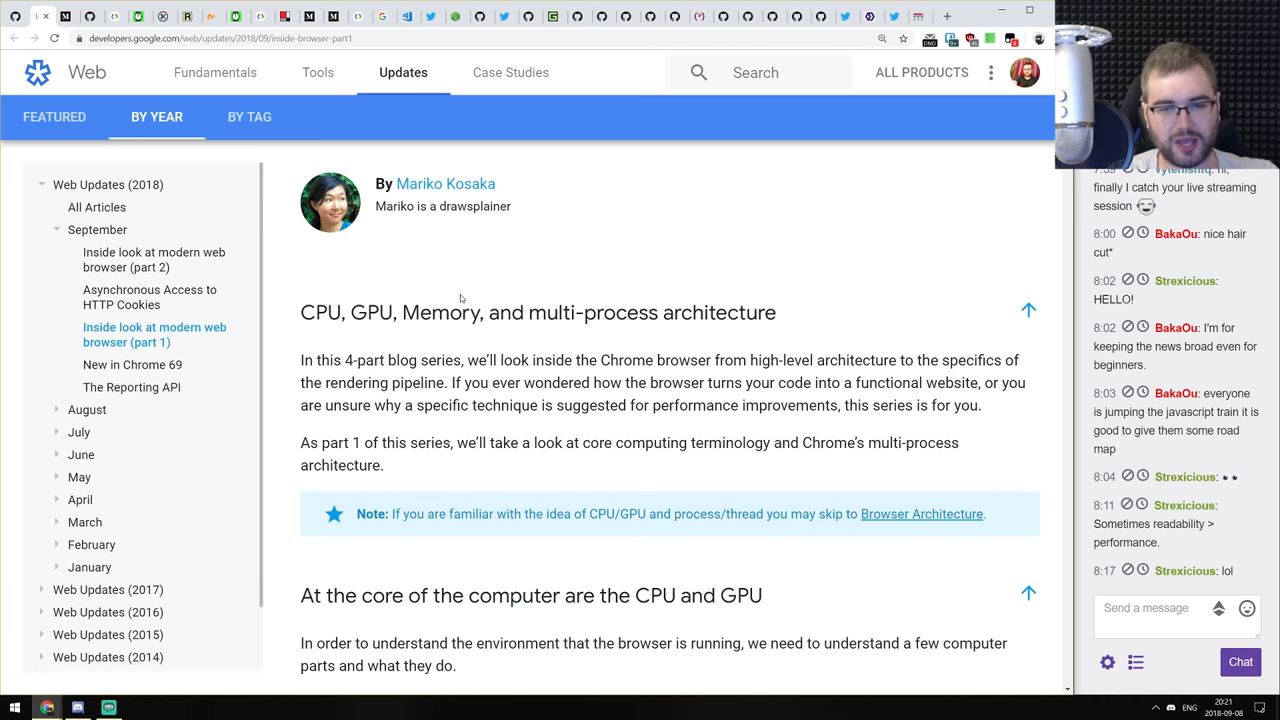 developers.google.com/web/updates/2018/09/inside-browser-part1
Web
Fundamentals
Tools
Updates
Case Studies
Search
ALL PRODUCTS
FEATURED
BY YEAR
BY TAG
Web Updates (2018)
All Articles
September
Inside look at modern web
browser (part 2)
Asynchronous Access to
HTTP Cookies
Inside look at modern web
browser (part 1)
New in Chrome 69
The Reporting API
August
July
June
May
April
March
February
January
Web Updates (2017)
Web Updates (2016)
Web Updates (2015)
Web Updates (2014)
By Mariko Kosaka
Mariko is a drawsplainer
CPU, GPU, Memory, and multi-process architecture
In this 4-part blog series, we’ll look inside the Chrome browser from high-level architecture to the specifics of
the rendering pipeline. If you ever wondered how the browser turns your code into a functional website, or you
are unsure why a specific technique is suggested for performance improvements, this series is for you.
As part 1 of this series, we’ll take a look at core computing terminology and Chrome’s multi-process
architecture.
Note: If you are familiar with the idea of CPU/GPU and process/thread you may skip to Browser Architecture.
At the core of the computer are the CPU and GPU
In order to understand the environment that the browser is running, we need to understand a few computer
parts and what they do.
finally I catch your live streaming
session
8:00 BakaOu: nice hair
cut*
8:02 Strexicious:
HELLO!
8:02 BakaOu: I'm for
keeping the news broad even for
beginners.
8:03 BakaOu: everyone
is jumping the javascript train it is
good to give them some road
map
8:04 Strexicious:
8:11 Strexicious:
Sometimes readability >
performance.
8:17 Strexicious: lol
Send a message
Chat
ENG
20:21
2018-09-08